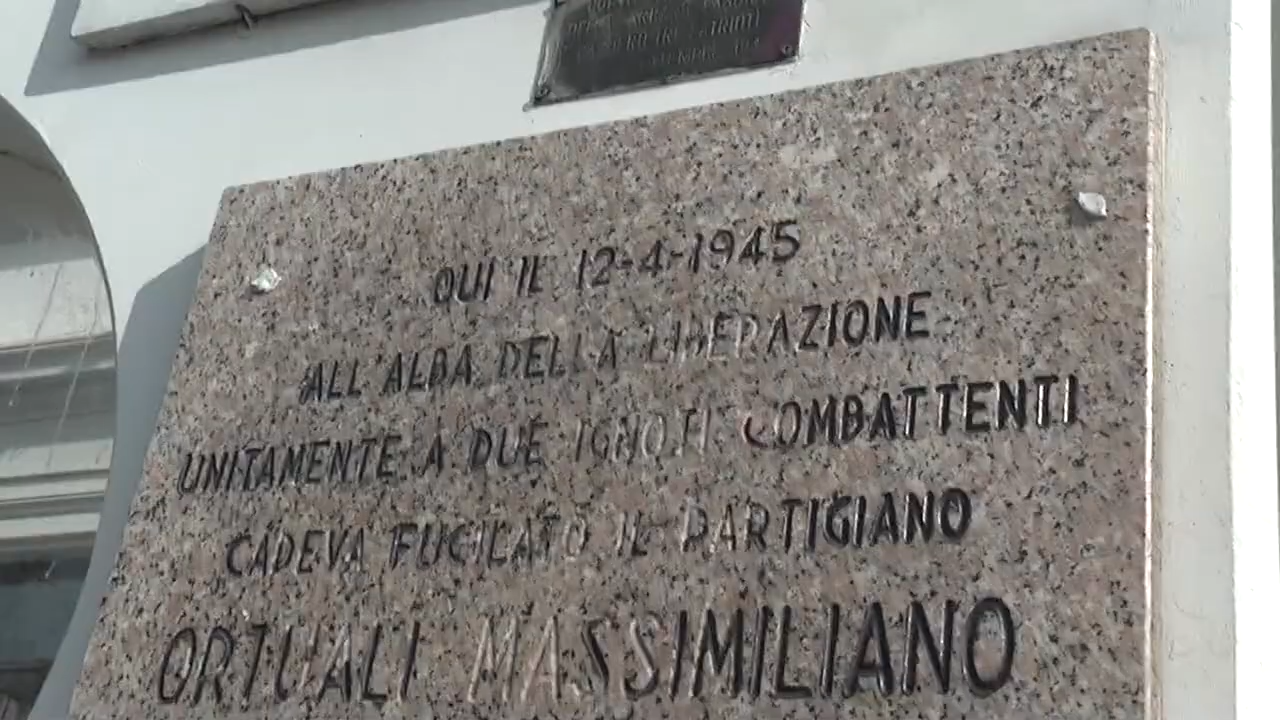 QUI IL 12-4-1945
ALL'ALBA DELLA LIBERAZIONE
UNITAMENTE A DUE IGNOTI COMBATTENTI
CADEVA FUCILATO IL PARTIGIANO
ORTUALI MASSIMILIANO